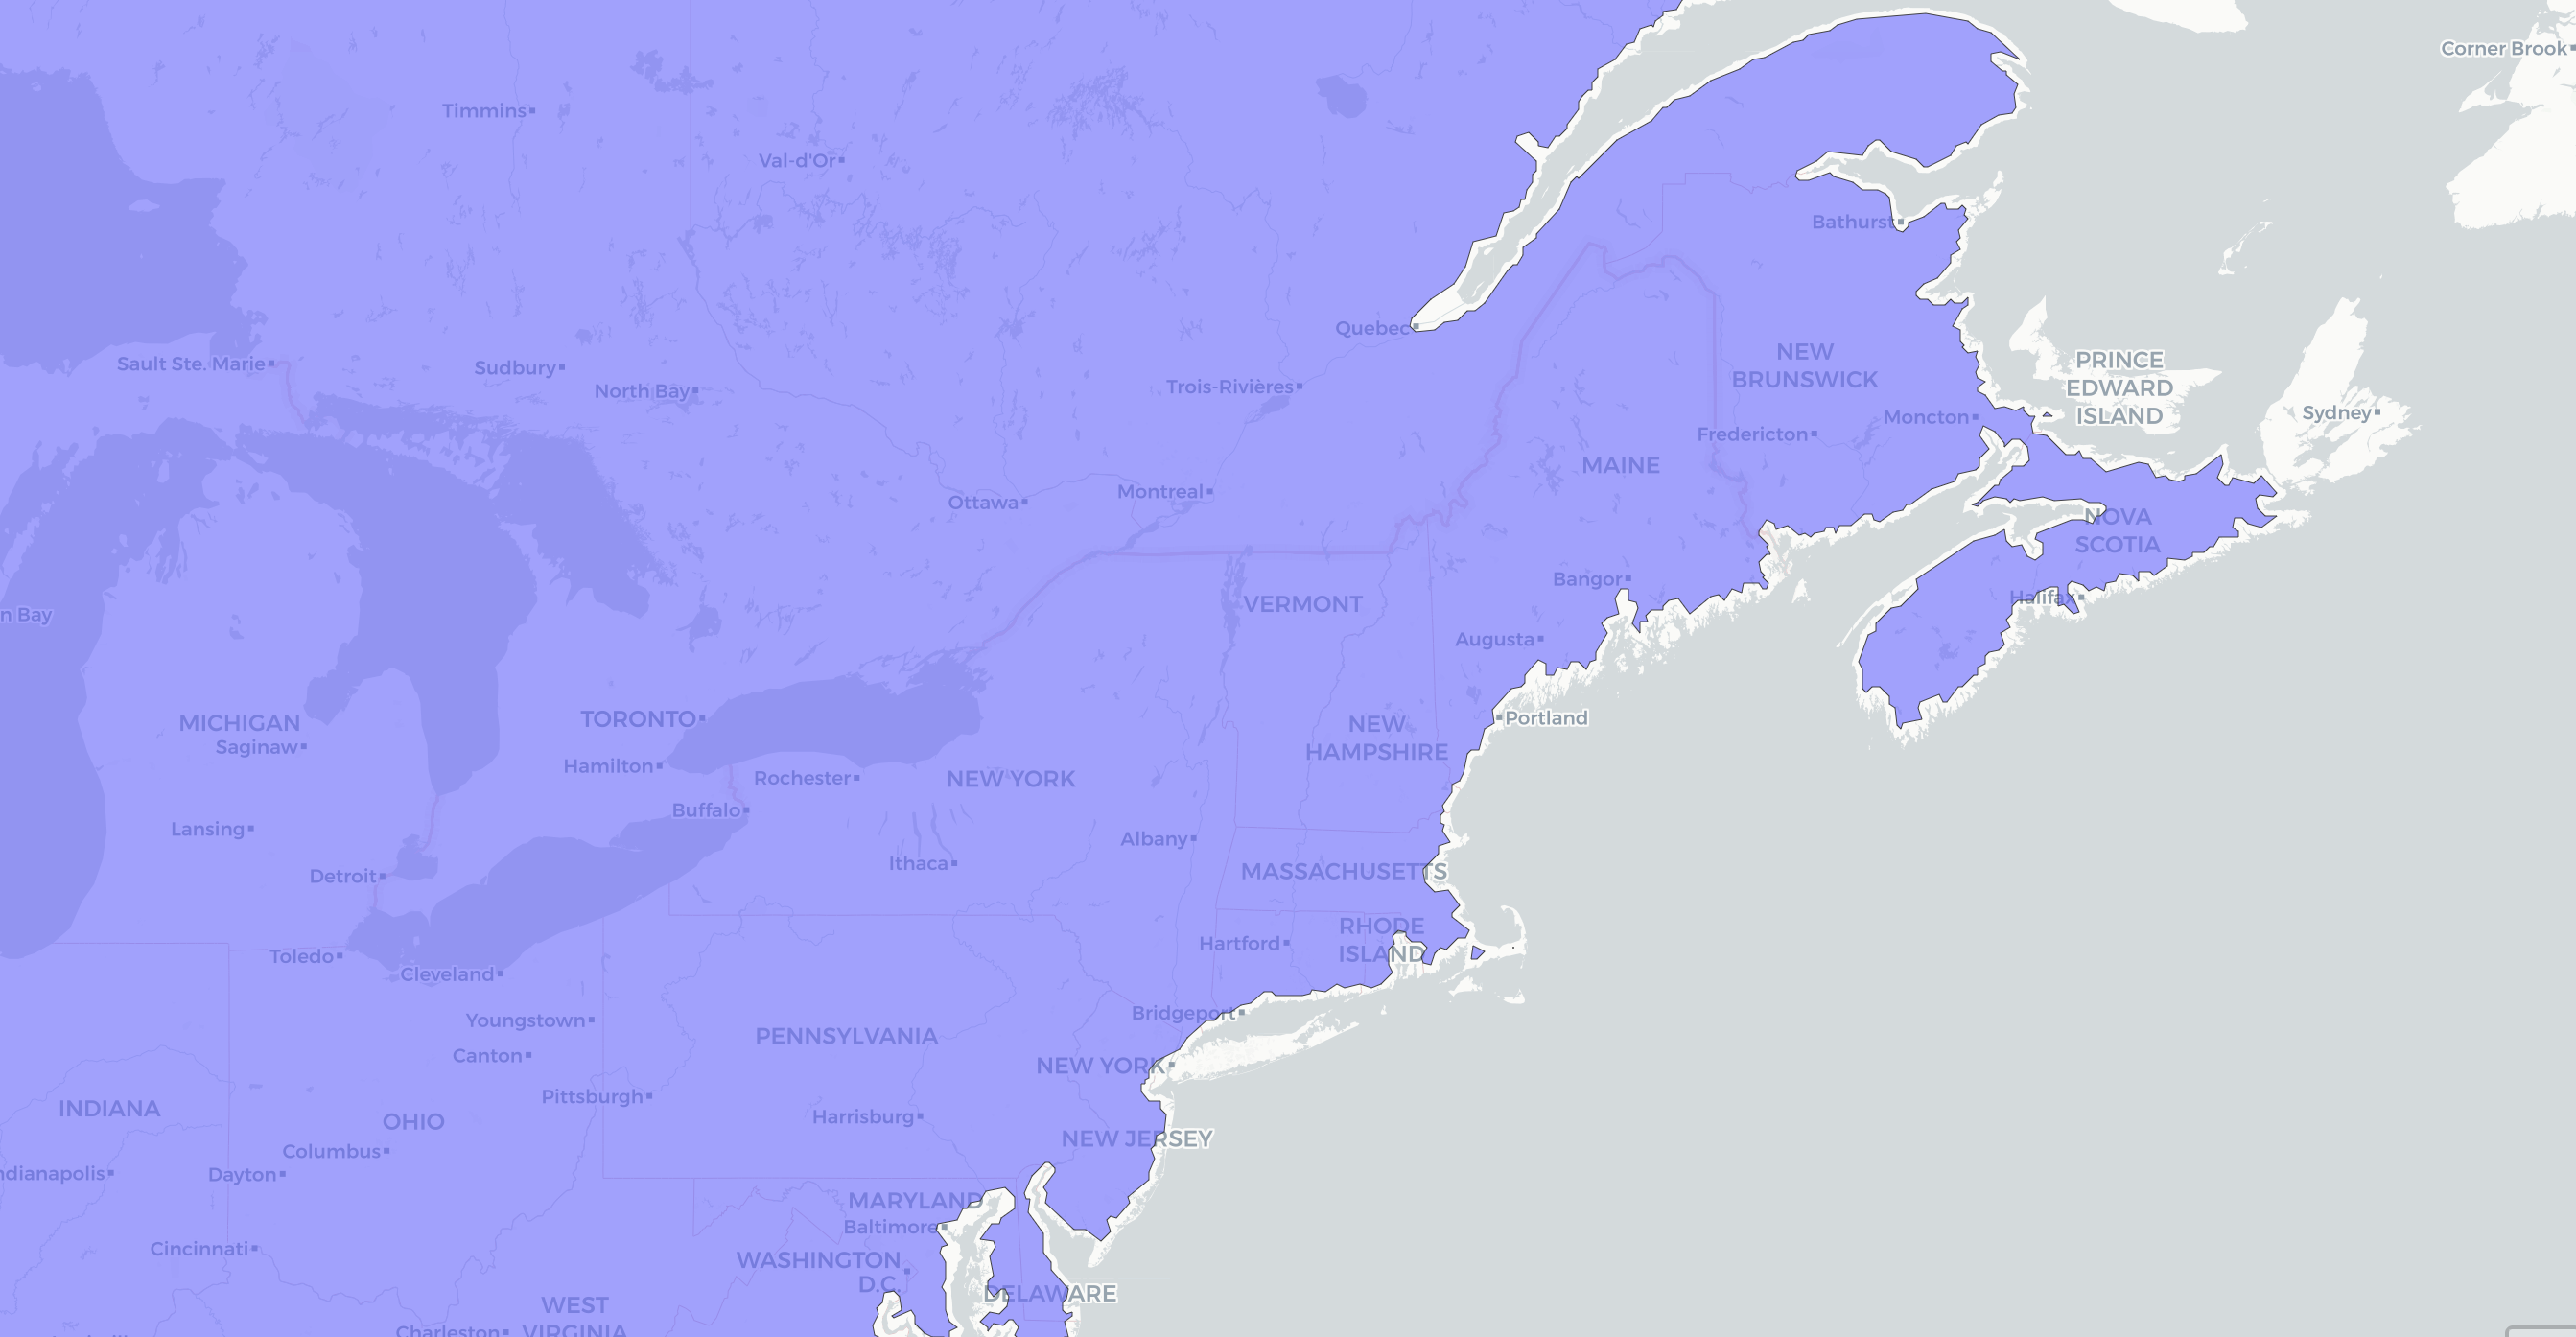 Corner Brook
Timmins
Val-d'Or
Bathurst
Quebec
Sault Ste. Marie
Sudbury
North Bay
Trois-Rivières
NEW
BRUNSWICK
PRINCE
EDWARD
ISLAND
Sydney
Moncton
Fredericton
MAINE
Ottawa
Montreal
NOVA
SCOTIA
Bangor
Halifax
VERMONT
n Bay
Augusta
MICHIGAN
Saginaw
TORONTO
NEW
HAMPSHIRE
Portland
Hamilton
Rochester
NEW YORK
Buffalo
Lansing
Albany
Ithaca
MASSACHUSETTS
Detroit
RHODE
ISLAND
Hartford
Toledo
Cleveland
Bridgeport
Youngstown
PENNSYLVANIA
Canton
NEW YORK
Pittsburgh
INDIANA
OHIO
Harrisburg
NEW JERSEY
Columbus
ndianapolis
Dayton
MARYLAND
Baltimore
Cincinnati
WASHINGTON
D.C.
DELAWARE
WEST
VIRGINIA
Charleston